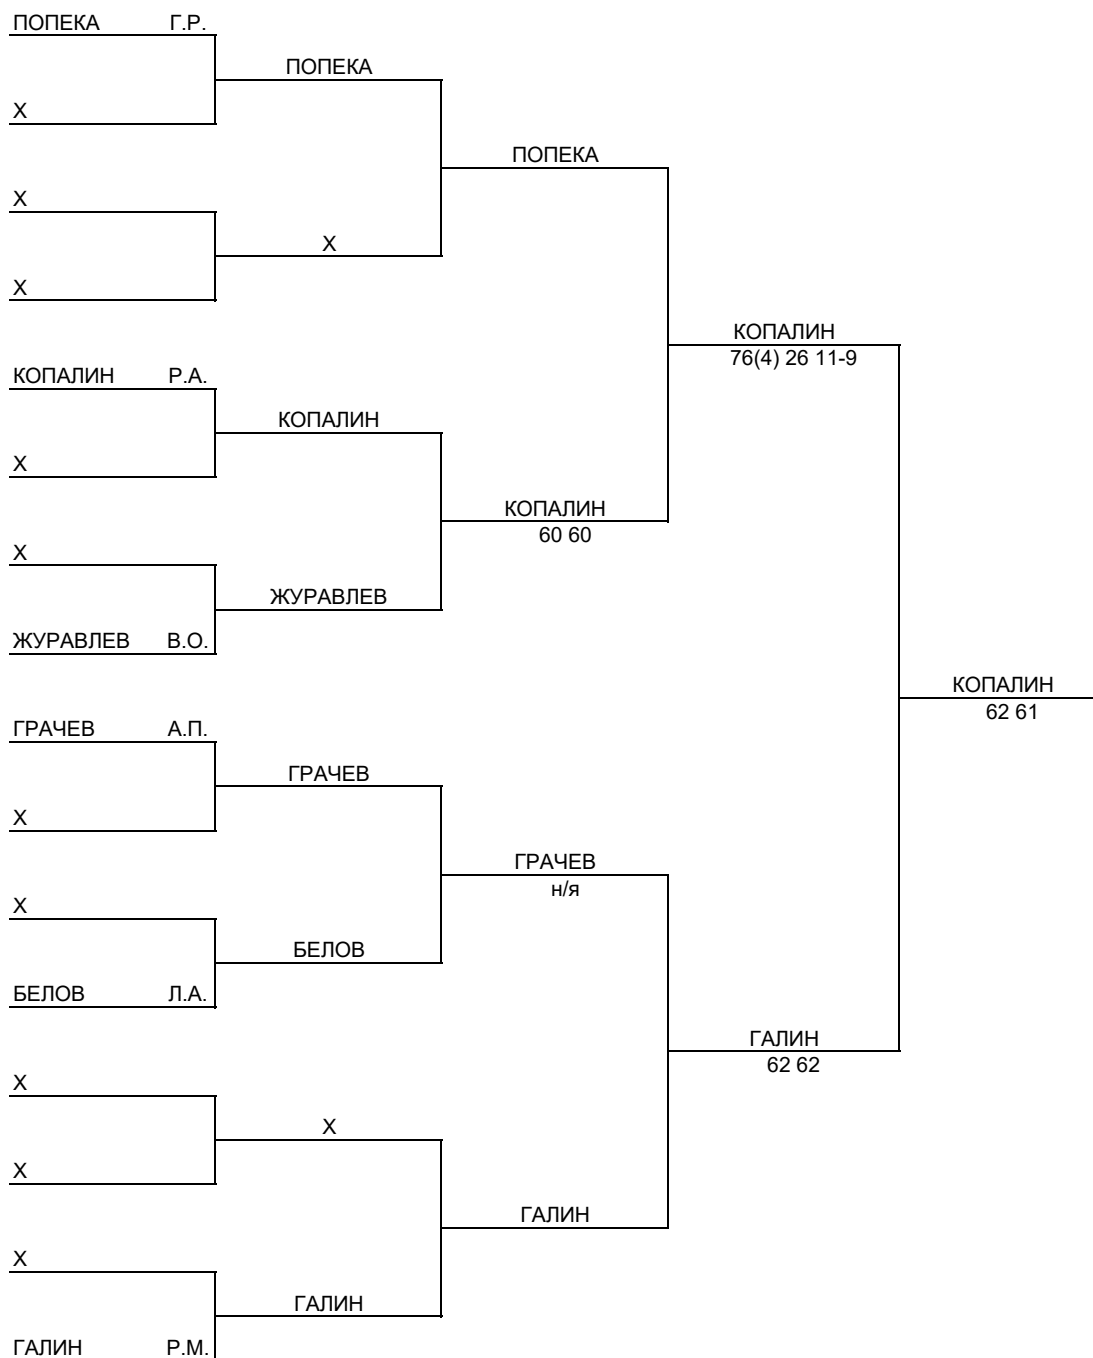 ПОПЕКА Г.Р.
ПОПЕКА
Х
ПОПЕКА
Х
Х
Х
КОПАЛИН
76(4) 26 11-9
КОПАЛИН Р.А.
КОПАЛИН
Х
КОПАЛИН
60 60
Х
ЖУРАВЛЕВ
ЖУРАВЛЕВ В.О.
КОПАЛИН
62 61
ГРАЧЕВ А.П.
ГРАЧЕВ
Х
ГРАЧЕВ
н/я
Х
БЕЛОВ
БЕЛОВ Л.А.
ГАЛИН
62 62
Х
Х
Х
ГАЛИН
Х
ГАЛИН
ГАЛИН Р.М.